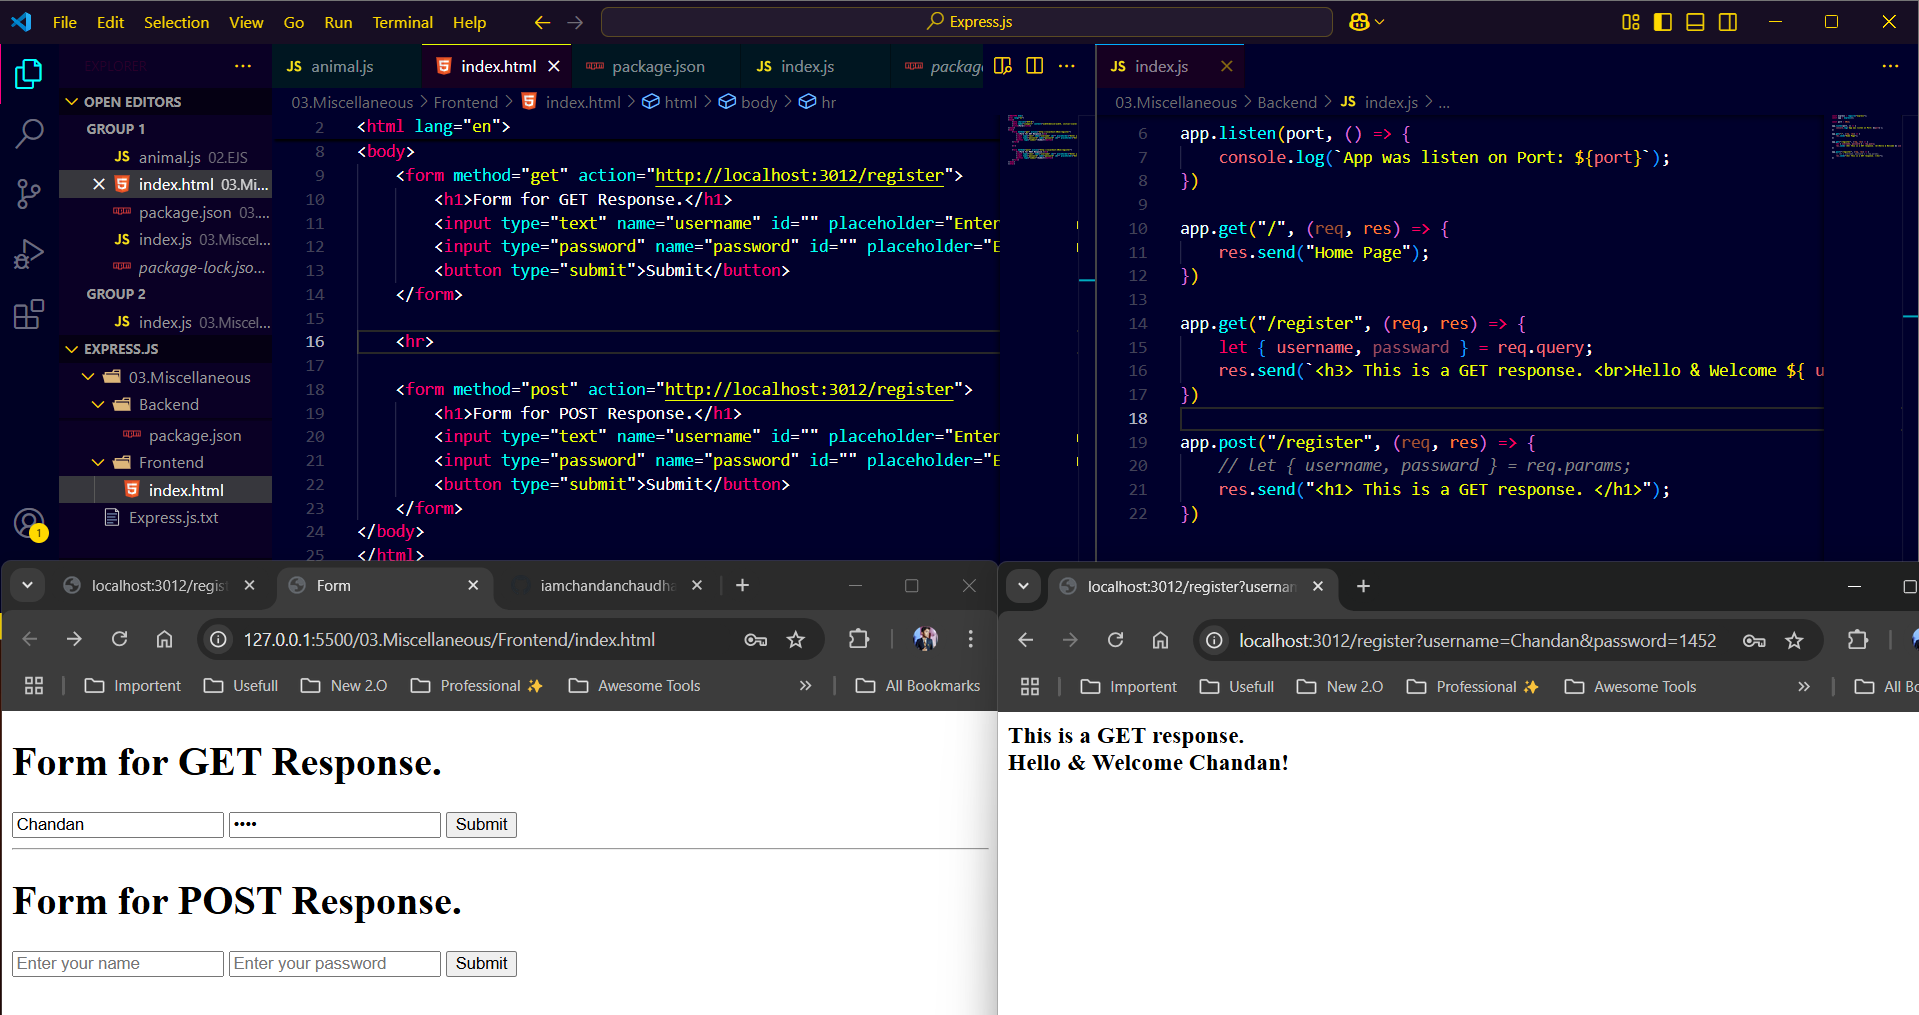 File Edit Selection View Go Run Terminal Help
Express.js
EXPLORER
OPEN EDITORS
GROUP 1
JS animal.js 02.EJS
index.html 03.Mi...
package.json 03....
JS index.js 03.Miscel...
package-lock.jso...
GROUP 2
JS index.js 03.Miscel...
EXPRESS.JS
03.Miscellaneous
Backend
package.json
Frontend
index.html
Express.js.txt
1
JS animal.js
index.html
package.json
JS index.js
packag
03.Miscellaneous > Frontend > index.html > html > body > hr
2 <html lang="en">
8 <body>
9 <form method="get" action="http://localhost:3012/register">
10 <h1>Form for GET Response.</h1>
11 <input type="text" name="username" id="" placeholder="Enter
12 <input type="password" name="password" id="" placeholder="E
13 <button type="submit">Submit</button>
14 </form>
15
16 <hr>
17
18 <form method="post" action="http://localhost:3012/register">
19 <h1>Form for POST Response.</h1>
20 <input type="text" name="username" id="" placeholder="Enter
21 <input type="password" name="password" id="" placeholder="E
22 <button type="submit">Submit</button>
23 </form>
24 </body>
25 </html>
JS index.js
03.Miscellaneous > Backend > JS index.js > ...
6 app.listen(port, () => {
7 console.log(`App was listen on Port: ${port}`);
8 })
9
10 app.get("/", (req, res) => {
11 res.send("Home Page");
12 })
13
14 app.get("/register", (req, res) => {
15 let { username, passward } = req.query;
16 res.send(`<h3> This is a GET response. <br>Hello & Welcome ${ u
17 })
18
19 app.post("/register", (req, res) => {
20 // let { username, passward } = req.params;
21 res.send("<h1> This is a GET response. </h1>");
22 })
localhost:3012/regist
Form
iamchandanchaudha
127.0.0.1:5500/03.Miscellaneous/Frontend/index.html
Importent Usefull New 2.O Professional ✨ Awesome Tools » All Bookmarks
Form for GET Response.
Chandan •••• Submit
Form for POST Response.
Enter your name Enter your password Submit
localhost:3012/register?usernam
localhost:3012/register?username=Chandan&password=1452
Importent Usefull New 2.O Professional ✨ Awesome Tools » All Bo
This is a GET response.
Hello & Welcome Chandan!